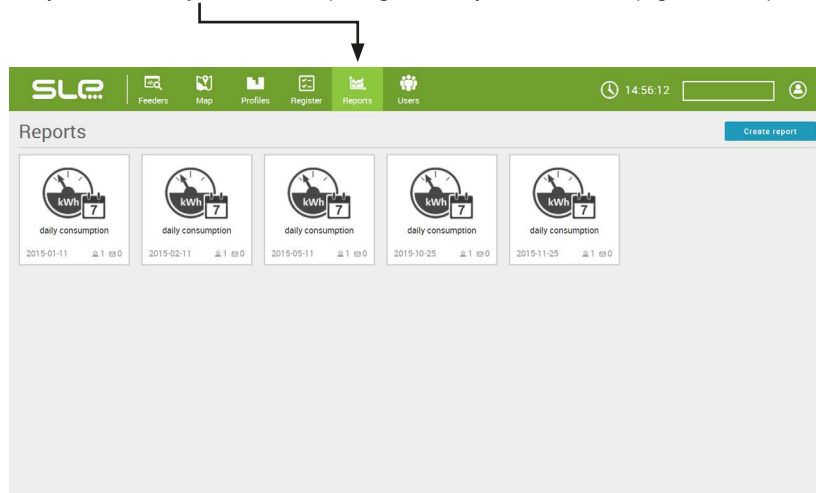 SLE
Feeders Map Profiles Register Reports Users
14:56:12
Reports
Create report
kWh 7 kWh 7 kWh 7 kWh 7 kWh 7
daily consumption daily consumption daily consumption daily consumption daily consumption
2015-01-11 1 0 2015-02-11 1 0 2015-05-11 1 0 2015-10-25 1 0 2015-11-25 1 0